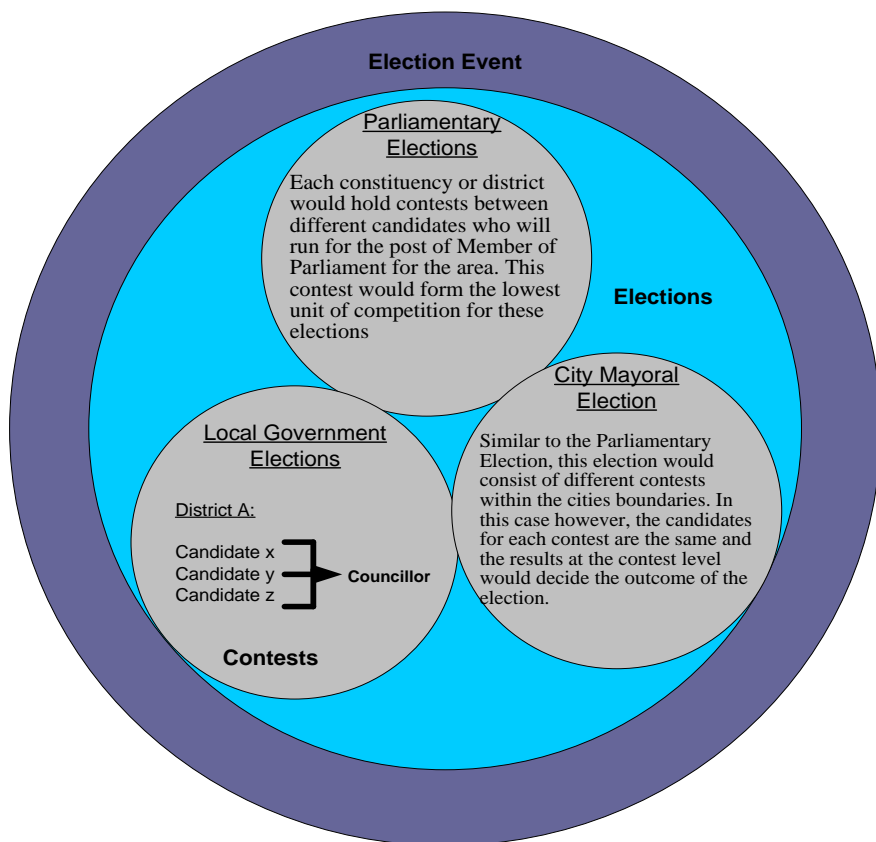 Election Event
Parliamentary
Elections
Each constituency or district
would hold contests between
different candidates who will
run for the post of Member of
Parliament for the area. This
contest would form the lowest
unit of competition for these
elections
Elections
City Mayoral
Election
Similar to the Parliamentary
Election, this election would
consist of different contests
within the cities boundaries. In
this case however, the candidates
for each contest are the same and
the results at the contest level
would decide the outcome of the
election.
Local Government
Elections
District A:
Candidate x
Candidate y
Candidate z
Councillor
Contests